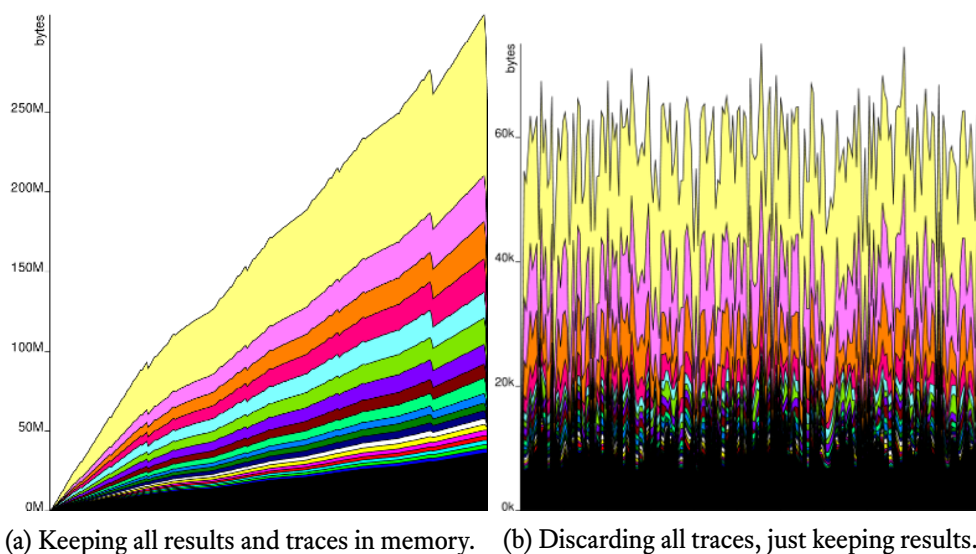 bytes
250M
200M
150M
100M
50M
0M
bytes
60k
40k
20k
0k
(a) Keeping all results and traces in memory.
(b) Discarding all traces, just keeping results